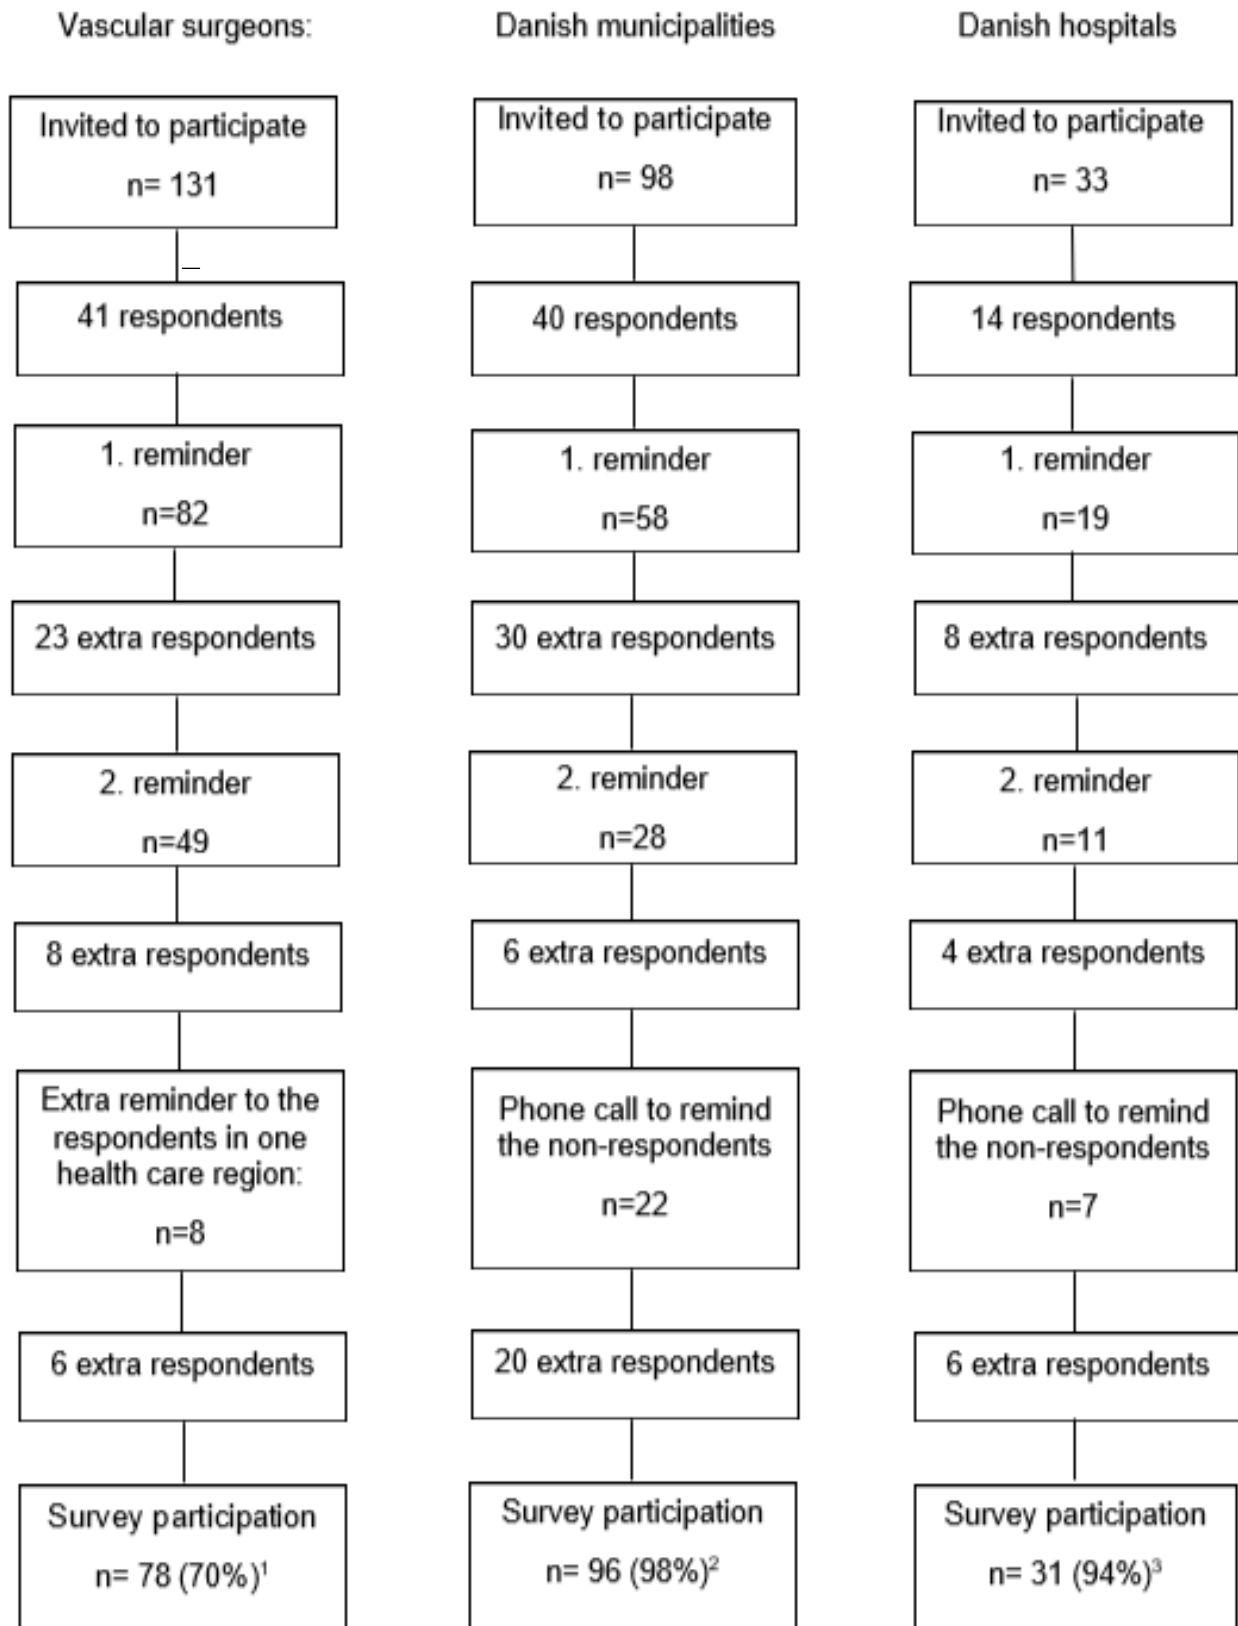 Vascular surgeons:
Invited to participate
n= 131
41 respondents
1. reminder
n=82
23 extra respondents
2. reminder
n=49
8 extra respondents
Extra reminder to the
respondents in one
health care region:
n=8
6 extra respondents
Survey participation
n= 78 (70%)¹
Danish municipalities
Invited to participate
n= 98
40 respondents
1. reminder
n=58
30 extra respondents
2. reminder
n=28
6 extra respondents
Phone call to remind
the non-respondents
n=22
20 extra respondents
Survey participation
n= 96 (98%)²
Danish hospitals
Invited to participate
n= 33
14 respondents
1. reminder
n=19
8 extra respondents
2. reminder
n=11
4 extra respondents
Phone call to remind
the non-respondents
n=7
6 extra respondents
Survey participation
n= 31 (94%)³